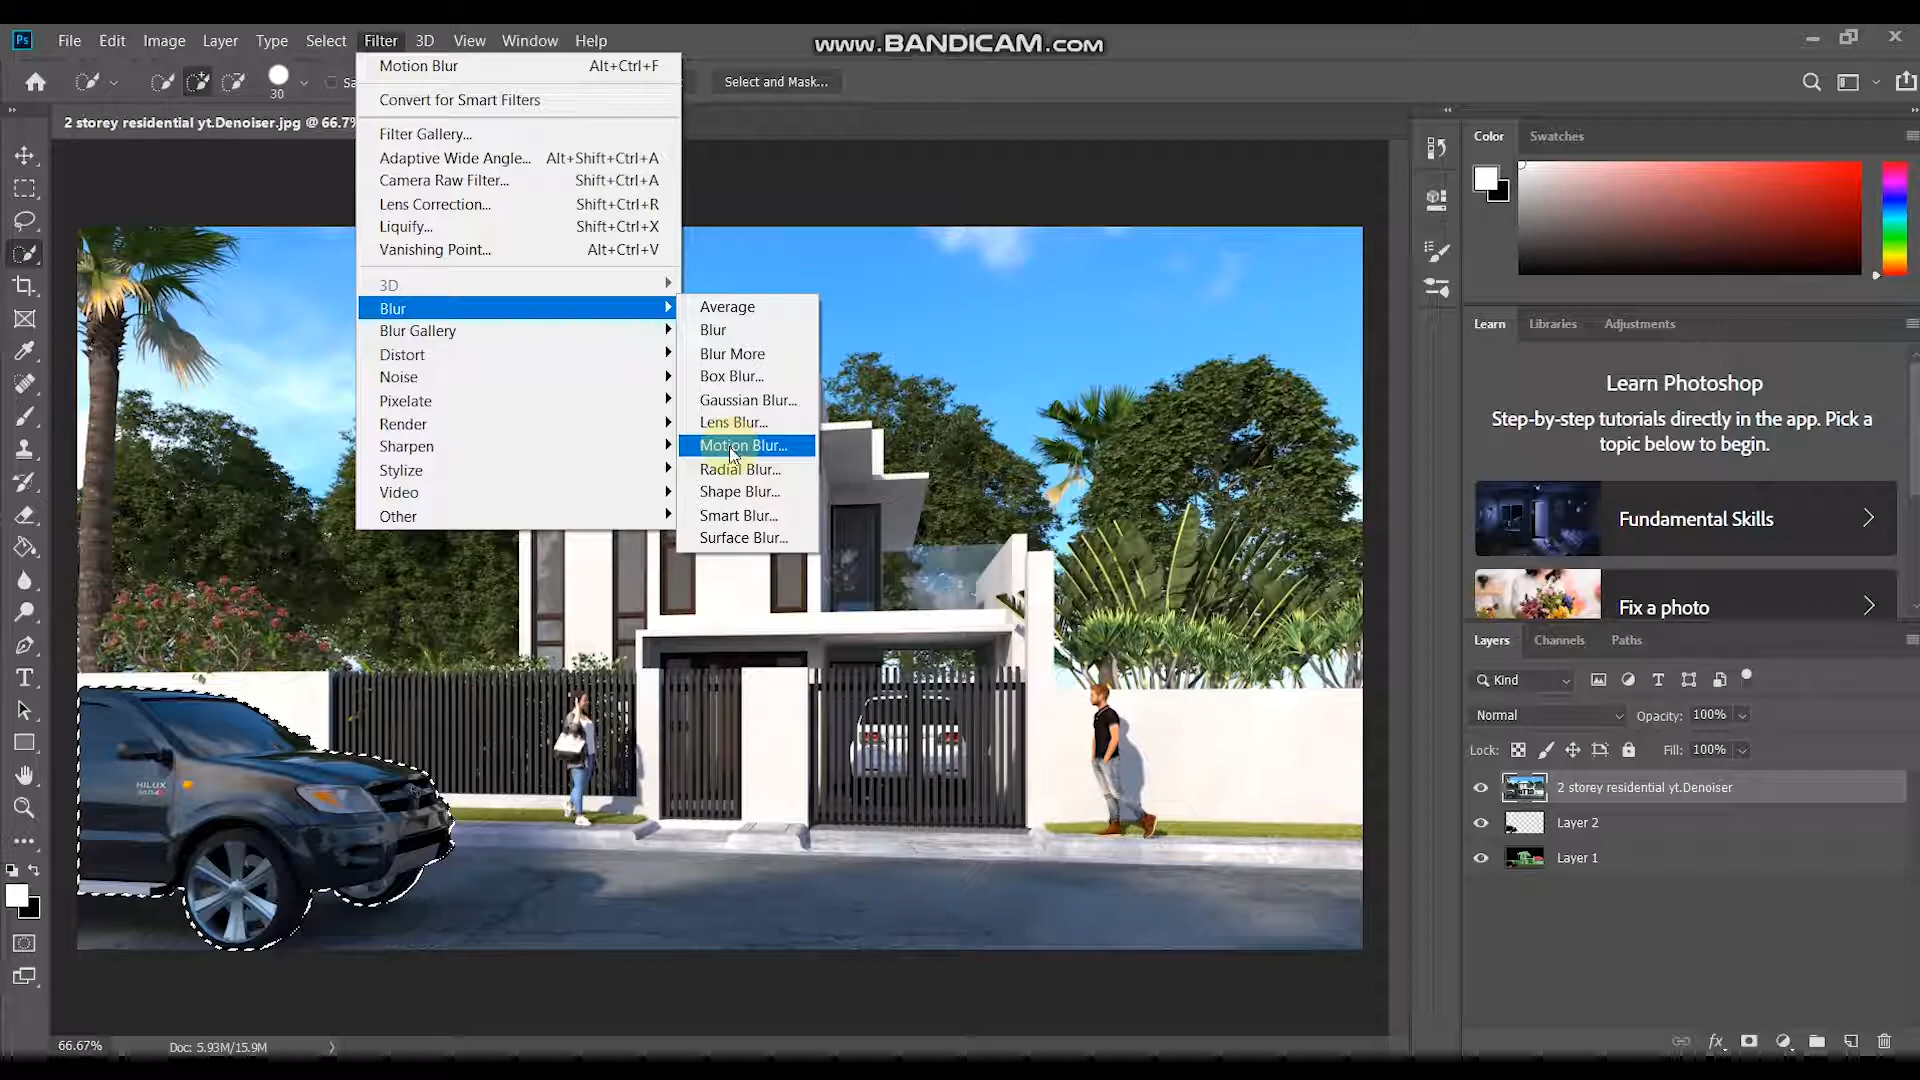 www.BANDICAM.com
Ps File Edit Image Layer Type Select Filter 3D View Window Help
30 Sa Select and Mask...
2 storey residential yt.Denoiser.jpg @ 66.7%
Motion Blur Alt+Ctrl+F
Convert for Smart Filters
Filter Gallery...
Adaptive Wide Angle... Alt+Shift+Ctrl+A
Camera Raw Filter... Shift+Ctrl+A
Lens Correction... Shift+Ctrl+R
Liquify... Shift+Ctrl+X
Vanishing Point... Alt+Ctrl+V
3D
Blur
Blur Gallery
Distort
Noise
Pixelate
Render
Sharpen
Stylize
Video
Other
Average
Blur
Blur More
Box Blur...
Gaussian Blur...
Lens Blur...
Motion Blur...
Radial Blur...
Shape Blur...
Smart Blur...
Surface Blur...
HILUX
Color Swatches
Learn Libraries Adjustments
Learn Photoshop
Step-by-step tutorials directly in the app. Pick a
topic below to begin.
Fundamental Skills
Fix a photo
Layers Channels Paths
Kind
Normal Opacity: 100%
Lock: Fill: 100%
2 storey residential yt.Denoiser
Layer 2
Layer 1
fx
66.67% Doc: 5.93M/15.9M